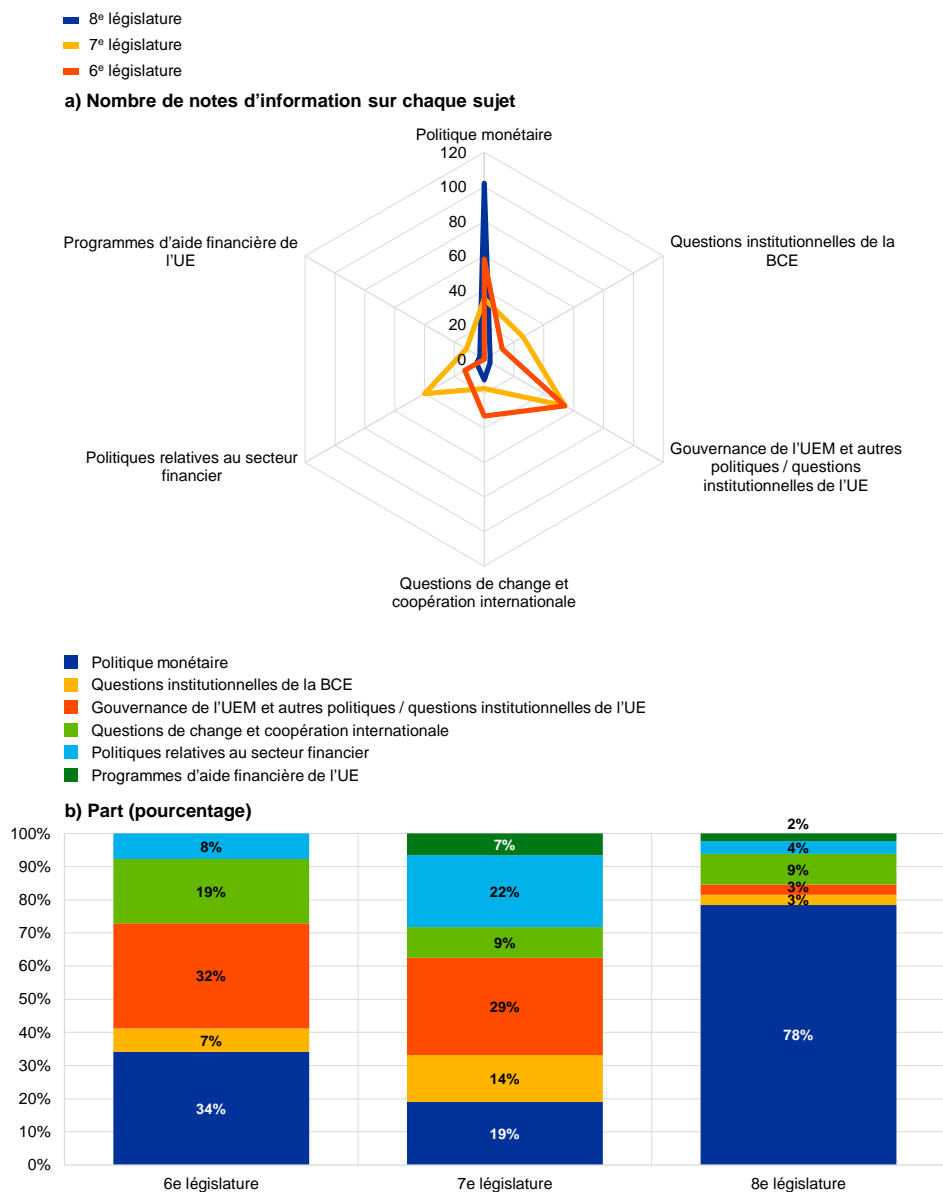 8e législature
7e législature
6e législature
a) Nombre de notes d’information sur chaque sujet
Politique monétaire
120
100
80
60
40
20
0
Programmes d’aide financière de
l’UE
Questions institutionnelles de la
BCE
Politiques relatives au secteur
financier
Gouvernance de l’UEM et autres
politiques / questions
institutionnelles de l’UE
Questions de change et
coopération internationale
Politique monétaire
Questions institutionnelles de la BCE
Gouvernance de l’UEM et autres politiques / questions institutionnelles de l’UE
Questions de change et coopération internationale
Politiques relatives au secteur financier
Programmes d’aide financière de l’UE
b) Part (pourcentage)
100%
90%
80%
70%
60%
50%
40%
30%
20%
10%
0%
8%
19%
32%
7%
34%
7%
22%
9%
29%
14%
19%
2%
4%
9%
3%
3%
78%
6e législature
7e législature
8e législature